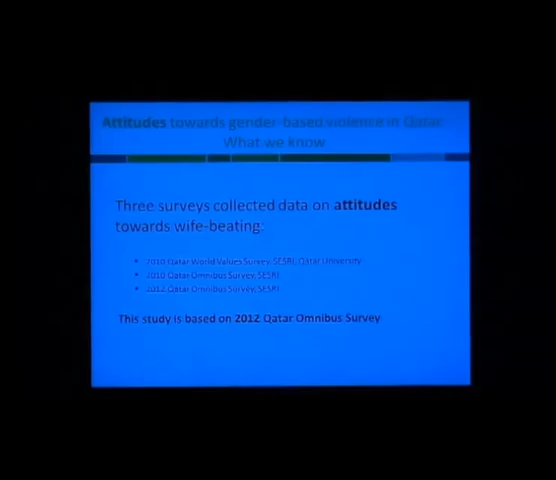 Attitudes towards gender-based violence in Qatar:
What we know
Three surveys collected data on attitudes
towards wife-beating:
• 2010 Qatar World Values Survey, SESRI, Qatar University
• 2010 Qatar Omnibus Survey, SESRI
• 2012 Qatar Omnibus Survey, SESRI
This study is based on 2012 Qatar Omnibus Survey